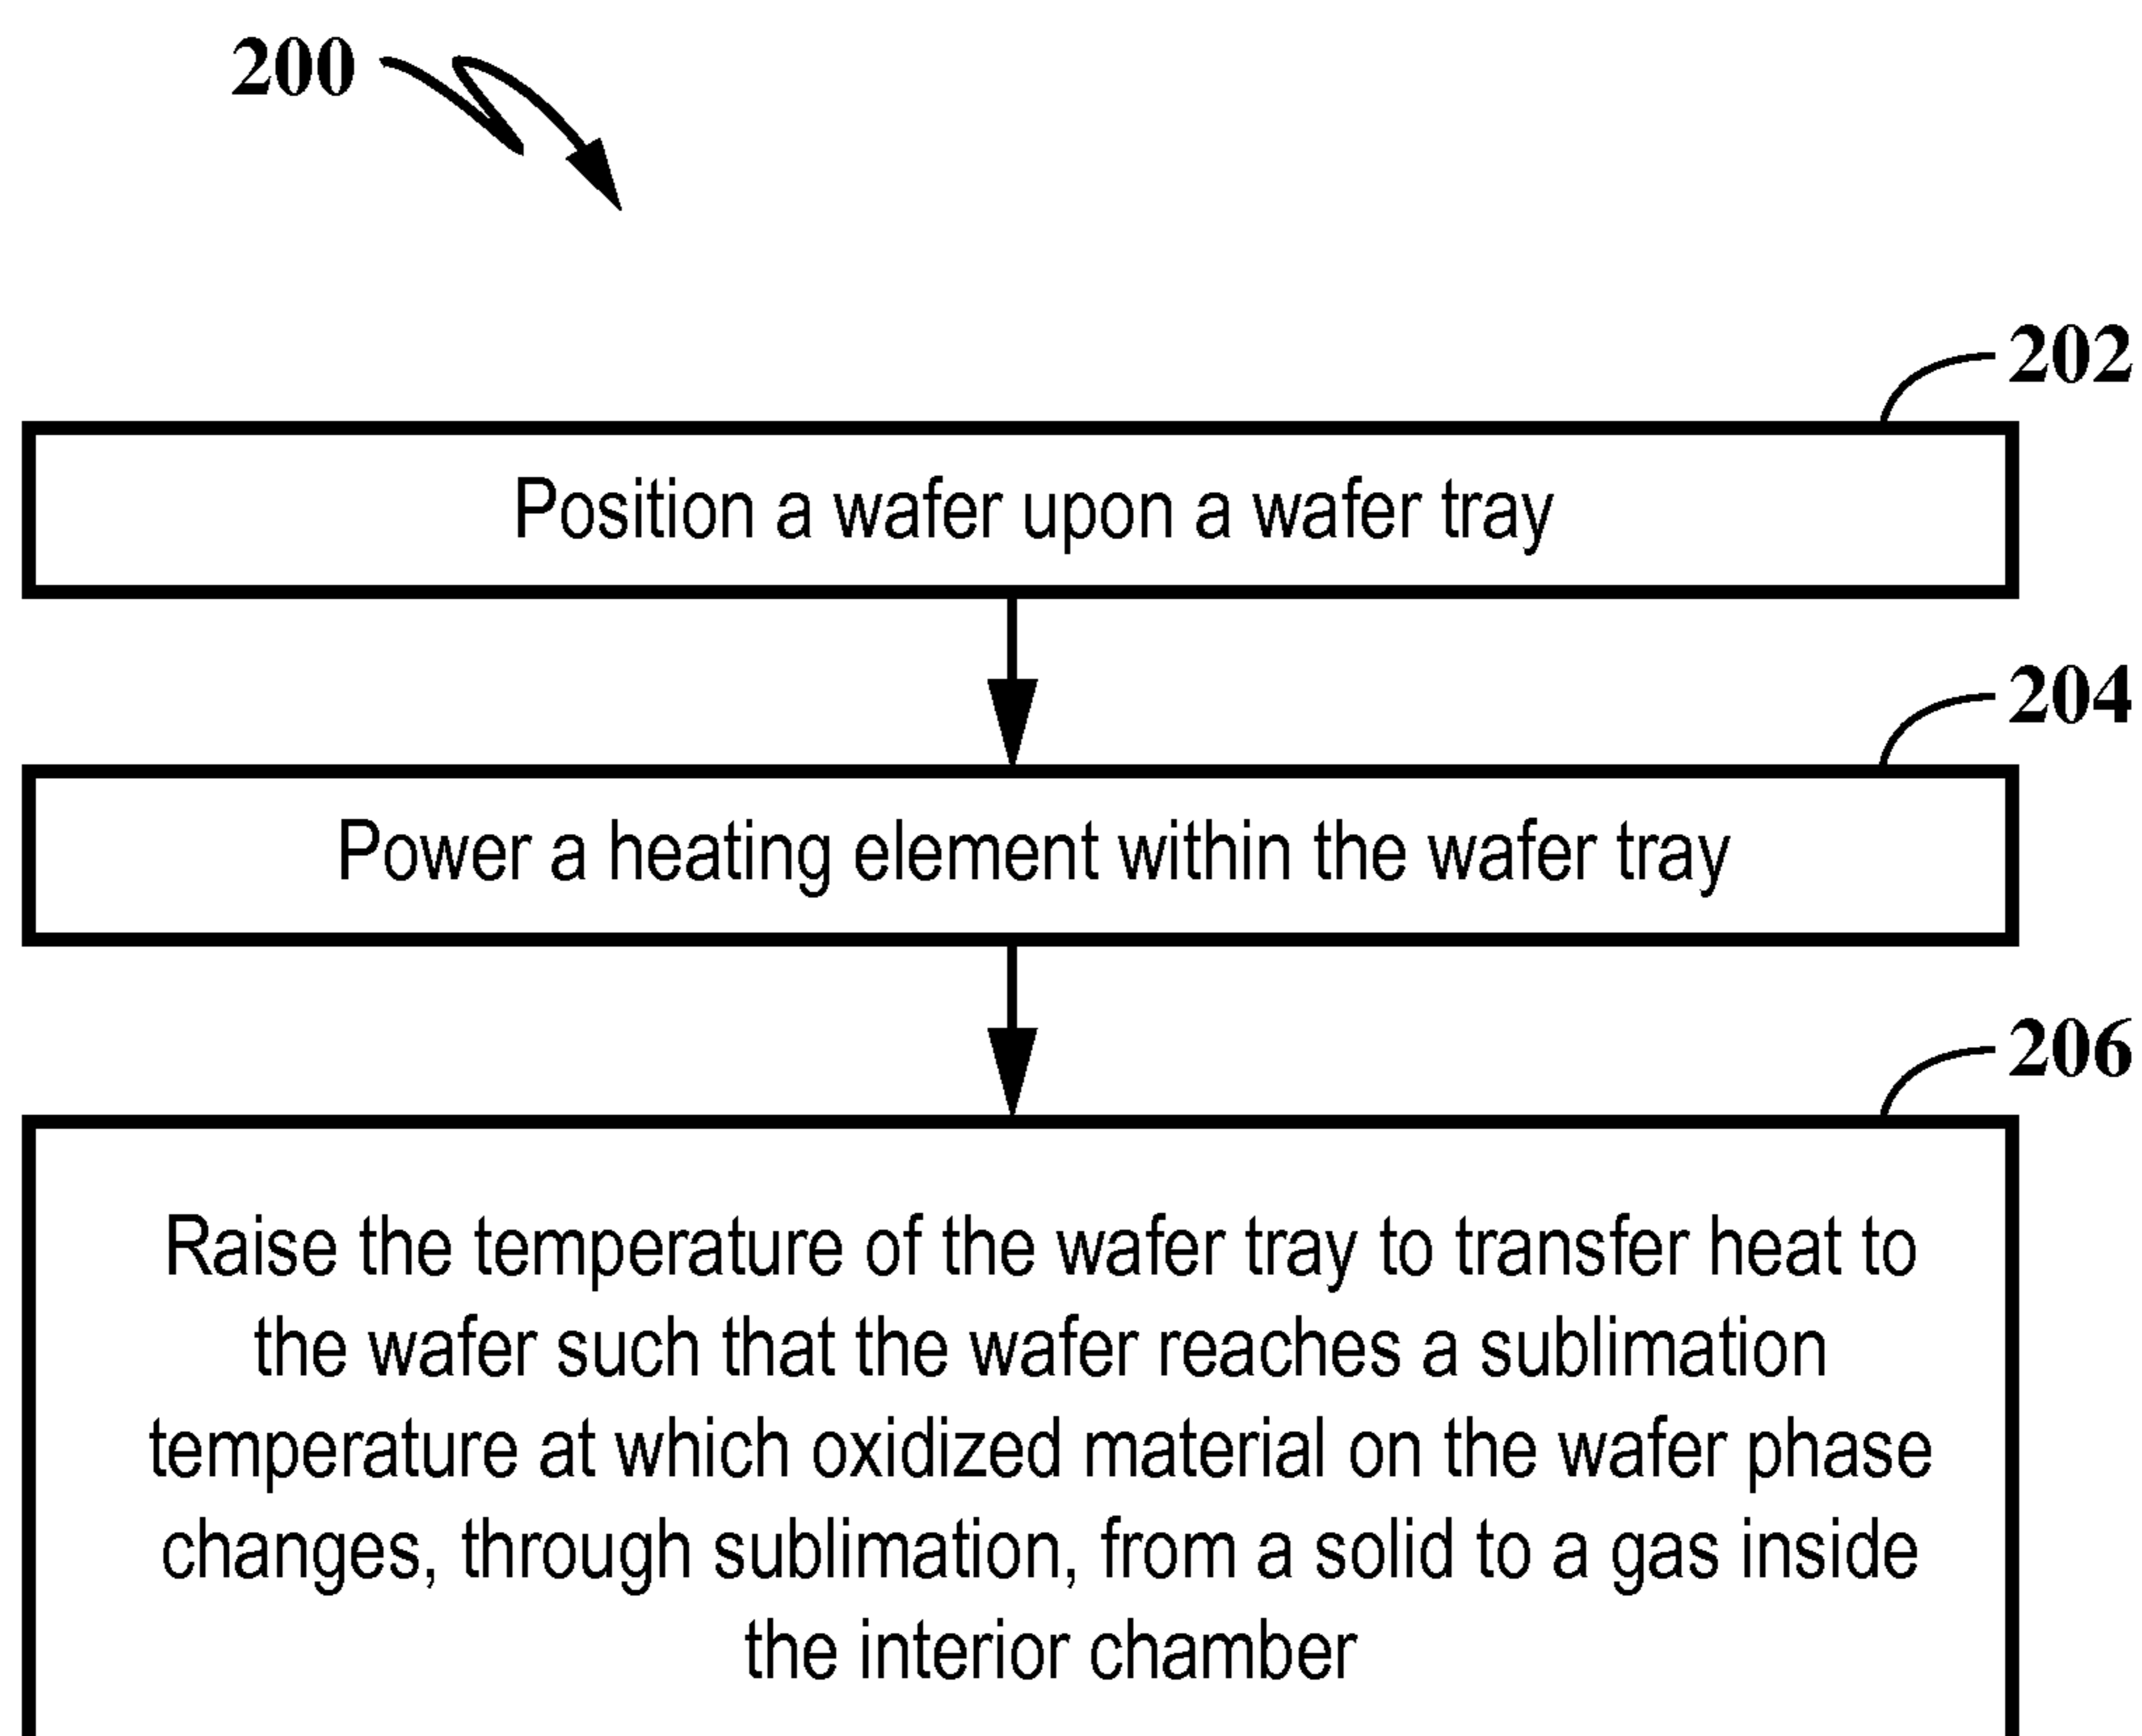 200
202
Position a wafer upon a wafer tray
204
Power a heating element within the wafer tray
206
Raise the temperature of the wafer tray to transfer heat to
the wafer such that the wafer reaches a sublimation
temperature at which oxidized material on the wafer phase
changes, through sublimation, from a solid to a gas inside
the interior chamber